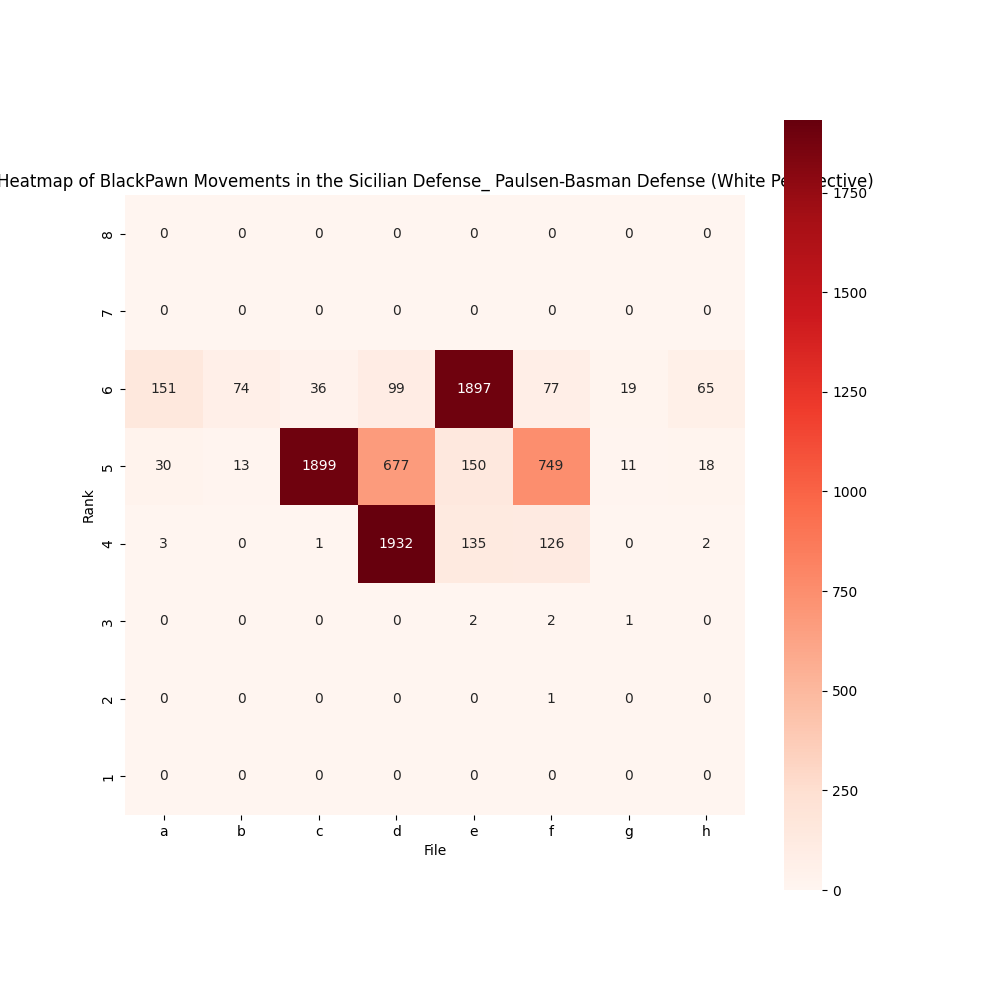 Heatmap of BlackPawn Movements in the Sicilian Defense_ Paulsen-Basman Defense (White Pe ective)
8 0 0 0 0 0 0 0 0
7 0 0 0 0 0 0 0 0
6 151 74 36 99 1897 77 19 65
5 30 13 1899 677 150 749 11 18
4 3 0 1 1932 135 126 0 2
3 0 0 0 0 2 2 1 0
2 0 0 0 0 0 1 0 0
1 0 0 0 0 0 0 0 0
a b c d e f g h
File
Rank
1750
1500
1250
1000
750
500
250
0